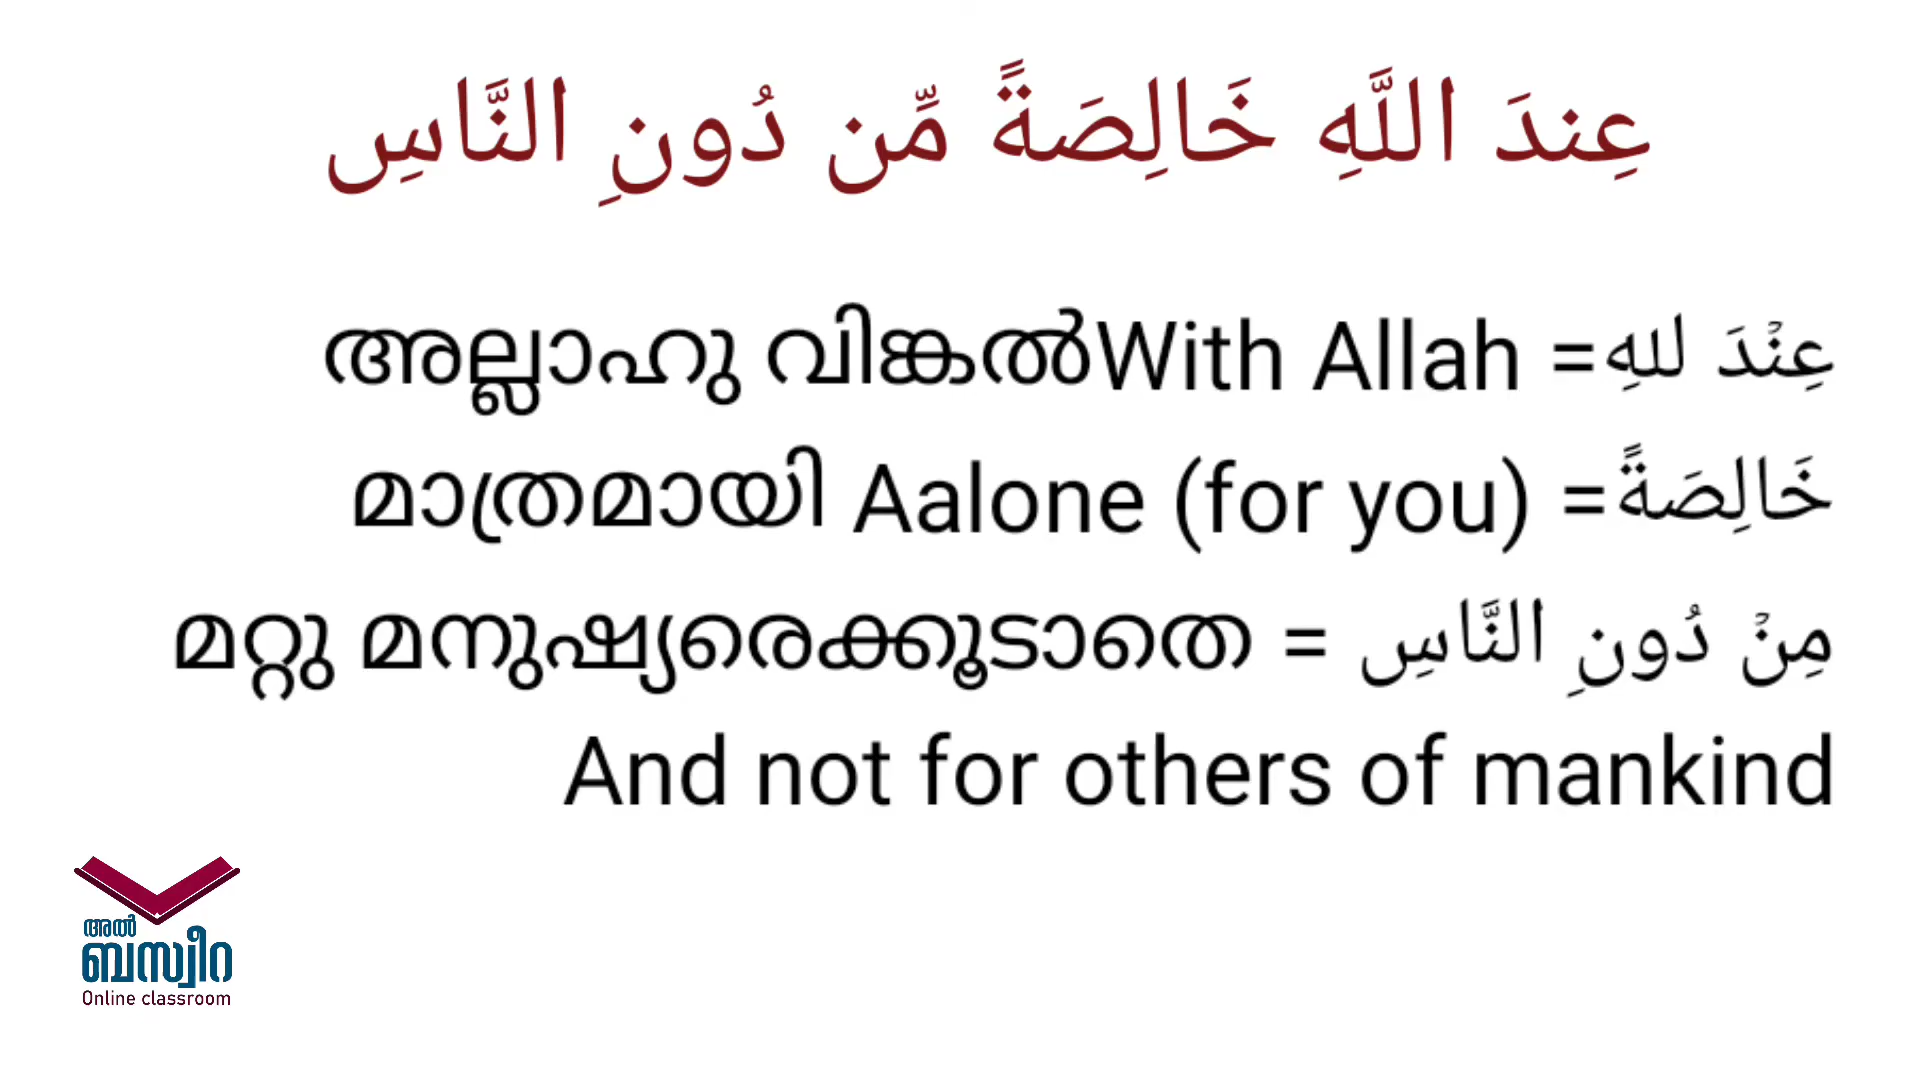 عِندَ اللَّهِ خَالِصَةً مِّن دُونِ النَّاسِ
അല്ലാഹു വിങ്കൽWith Allah =عِنْدَ للهِ
മാത്രമായി Aalone (for you) =خَالِصَةً
മറ്റു മനുഷ്യരെക്കൂടാതെ = مِنْ دُونِ النَّاسِ
And not for others of mankind
അൽ
ബസ്വീറ
Online classroom